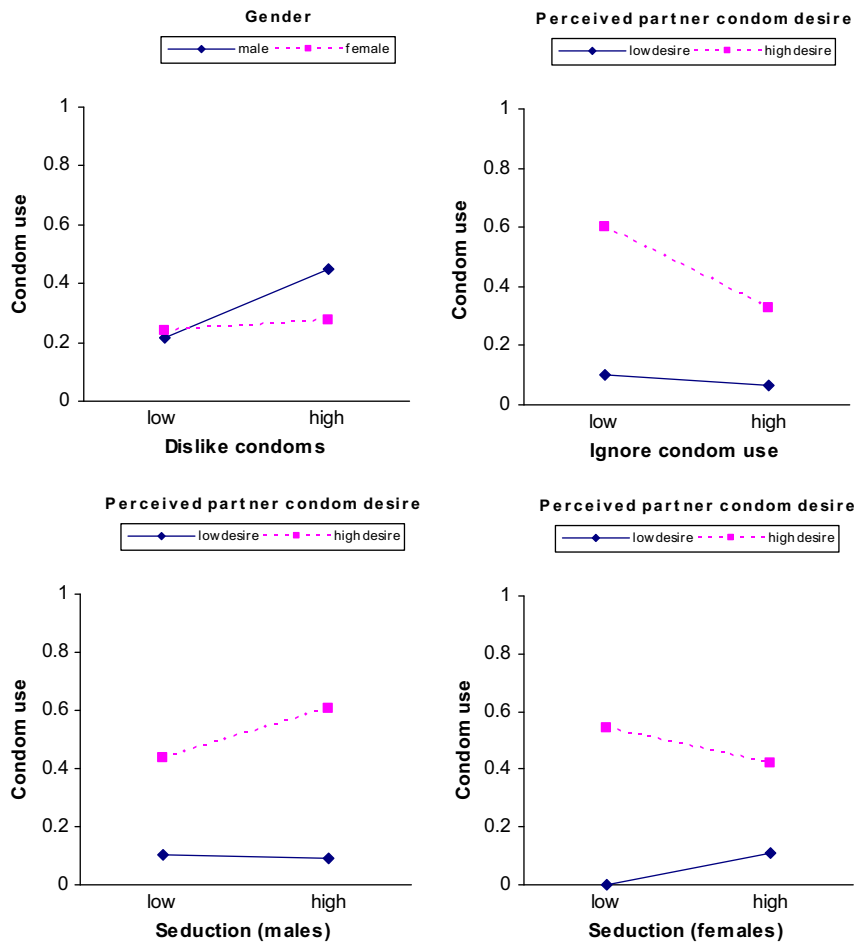 Gender
male female
1
0.8
0.6
0.4
0.2
0
Condom use
low high
Dislike condoms
Perceived partner condom desire
low desire high desire
1
0.8
0.6
0.4
0.2
0
Condom use
low high
Ignore condom use
Perceived partner condom desire
low desire high desire
1
0.8
0.6
0.4
0.2
0
Condom use
low high
Seduction (males)
Perceived partner condom desire
low desire high desire
1
0.8
0.6
0.4
0.2
0
Condom use
low high
Seduction (females)